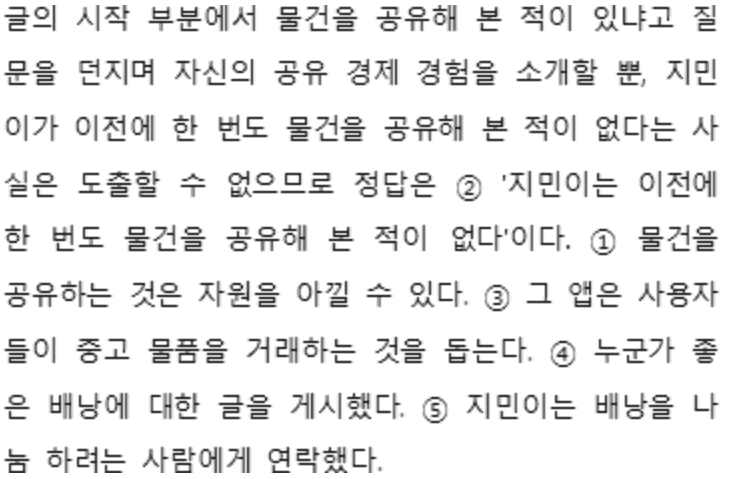 글의 시작 부분에서 물건을 공유해 본 적이 있냐고 질
문을 던지며 자신의 공유 경제 경험을 소개할 뿐, 지민
이가 이전에 한 번도 물건을 공유해 본 적이 없다는 사
실은 도출할 수 없으므로 정답은 ② '지민이는 이전에
한 번도 물건을 공유해 본 적이 없다'이다. ① 물건을
공유하는 것은 자원을 아낄 수 있다. ③ 그 앱은 사용자
들이 중고 물품을 거래하는 것을 돕는다. ④ 누군가 좋
은 배낭에 대한 글을 게시했다. ⑤ 지민이는 배낭을 나
눔 하려는 사람에게 연락했다.